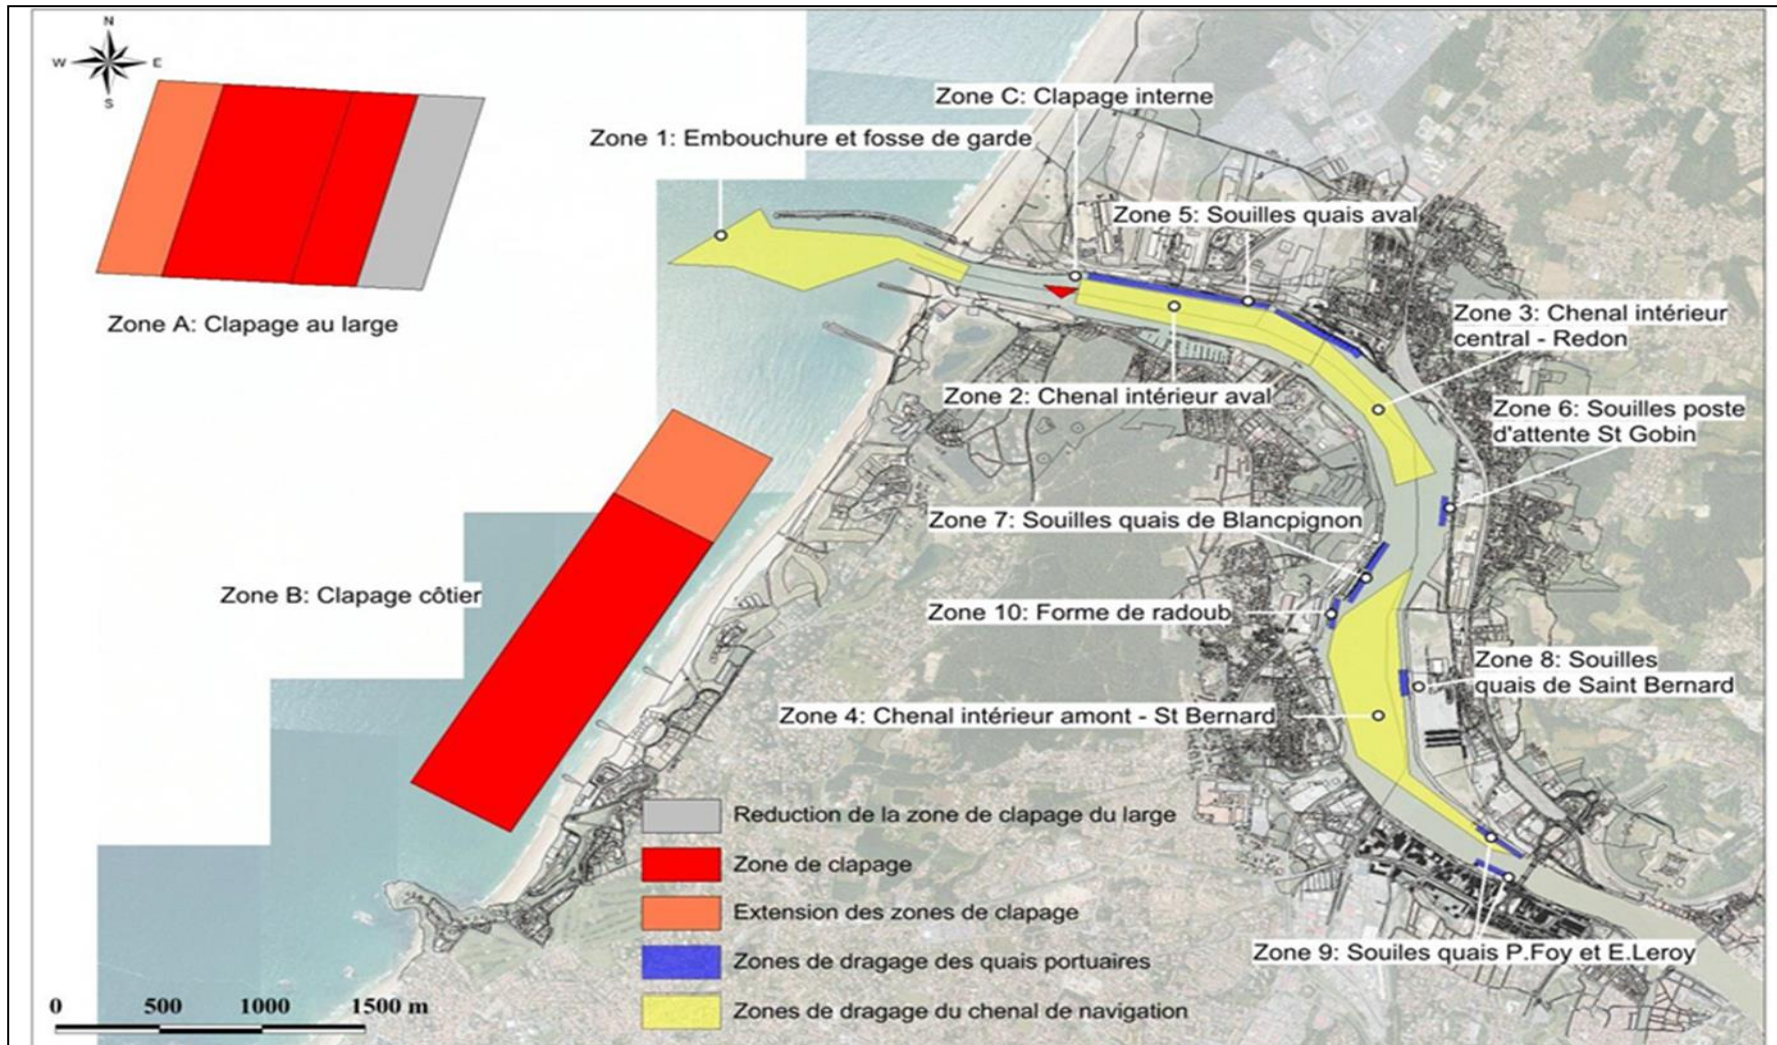 N
W E
S
Zone C: Clapage interne
Zone 1: Embouchure et fosse de garde
Zone 5: Souilles quais aval
Zone A: Clapage au large
Zone 3: Chenal intérieur
central - Redon
Zone 2: Chenal intérieur aval
Zone 6: Souilles poste
d'attente St Gobin
Zone 7: Souilles quais de Blancpignon
Zone B: Clapage côtier
Zone 10: Forme de radoub
Zone 8: Souilles
quais de Saint Bernard
Zone 4: Chenal intérieur amont - St Bernard
Reduction de la zone de clapage du large
Zone de clapage
Extension des zones de clapage
Zones de dragage des quais portuaires
Zones de dragage du chenal de navigation
Zone 9: Souiles quais P.Foy et E.Leroy
0 500 1000 1500 m